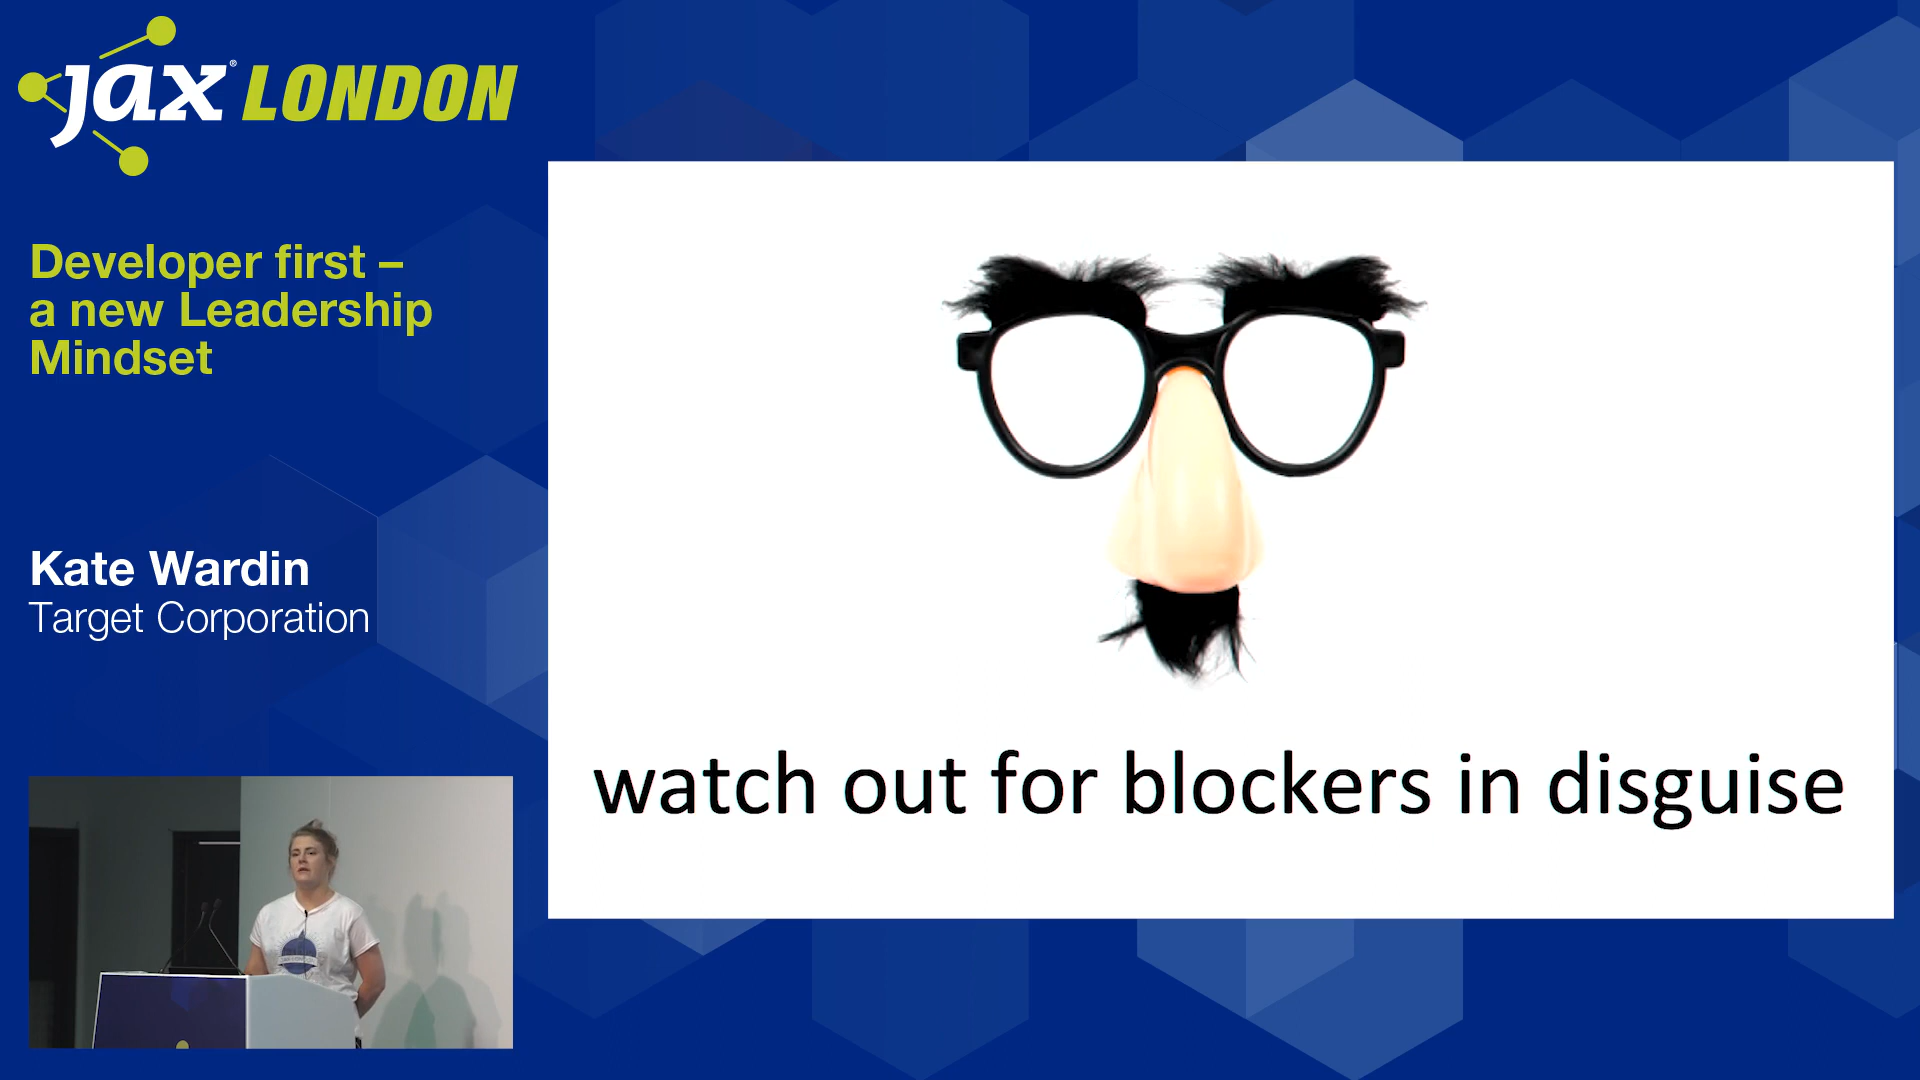 jax® LONDON
Developer first –
a new Leadership
Mindset
Kate Wardin
Target Corporation
watch out for blockers in disguise